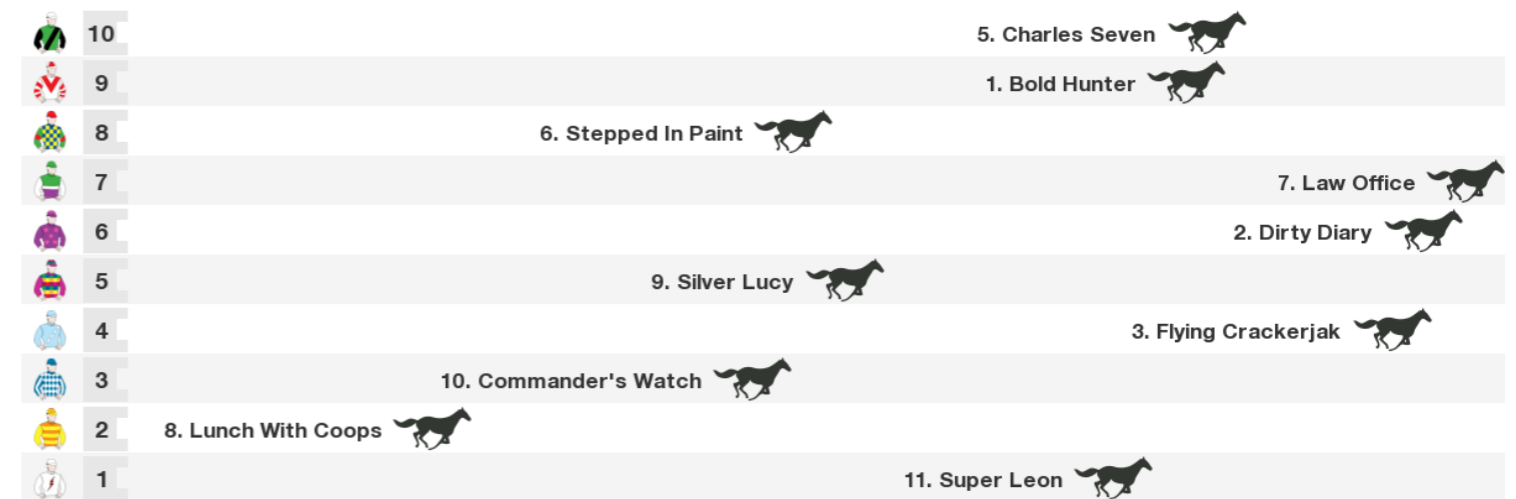 10 5. Charles Seven
9 1. Bold Hunter
8 6. Stepped In Paint
7 7. Law Office
6 2. Dirty Diary
5 9. Silver Lucy
4 3. Flying Crackerjak
3 10. Commander's Watch
2 8. Lunch With Coops
1 11. Super Leon